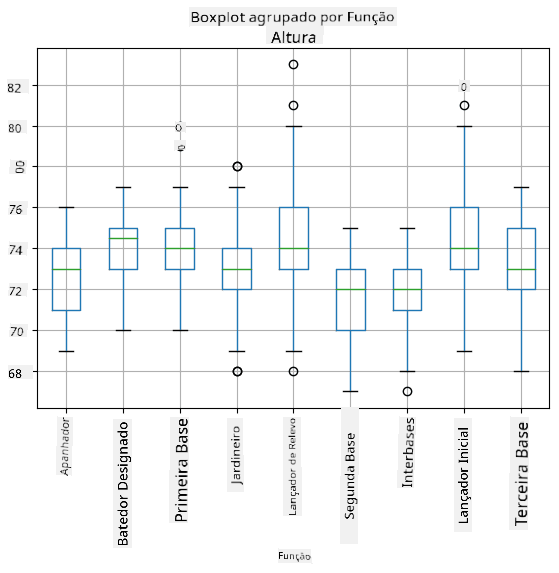 Boxplot agrupado por Função
Altura
82
80
00
76
74
72
70
68
Apanhador
Batedor Designado
Primeira Base
Jardineiro
Lançador de Relevo
Segunda Base
Interbases
Lançador Inicial
Terceira Base
Função